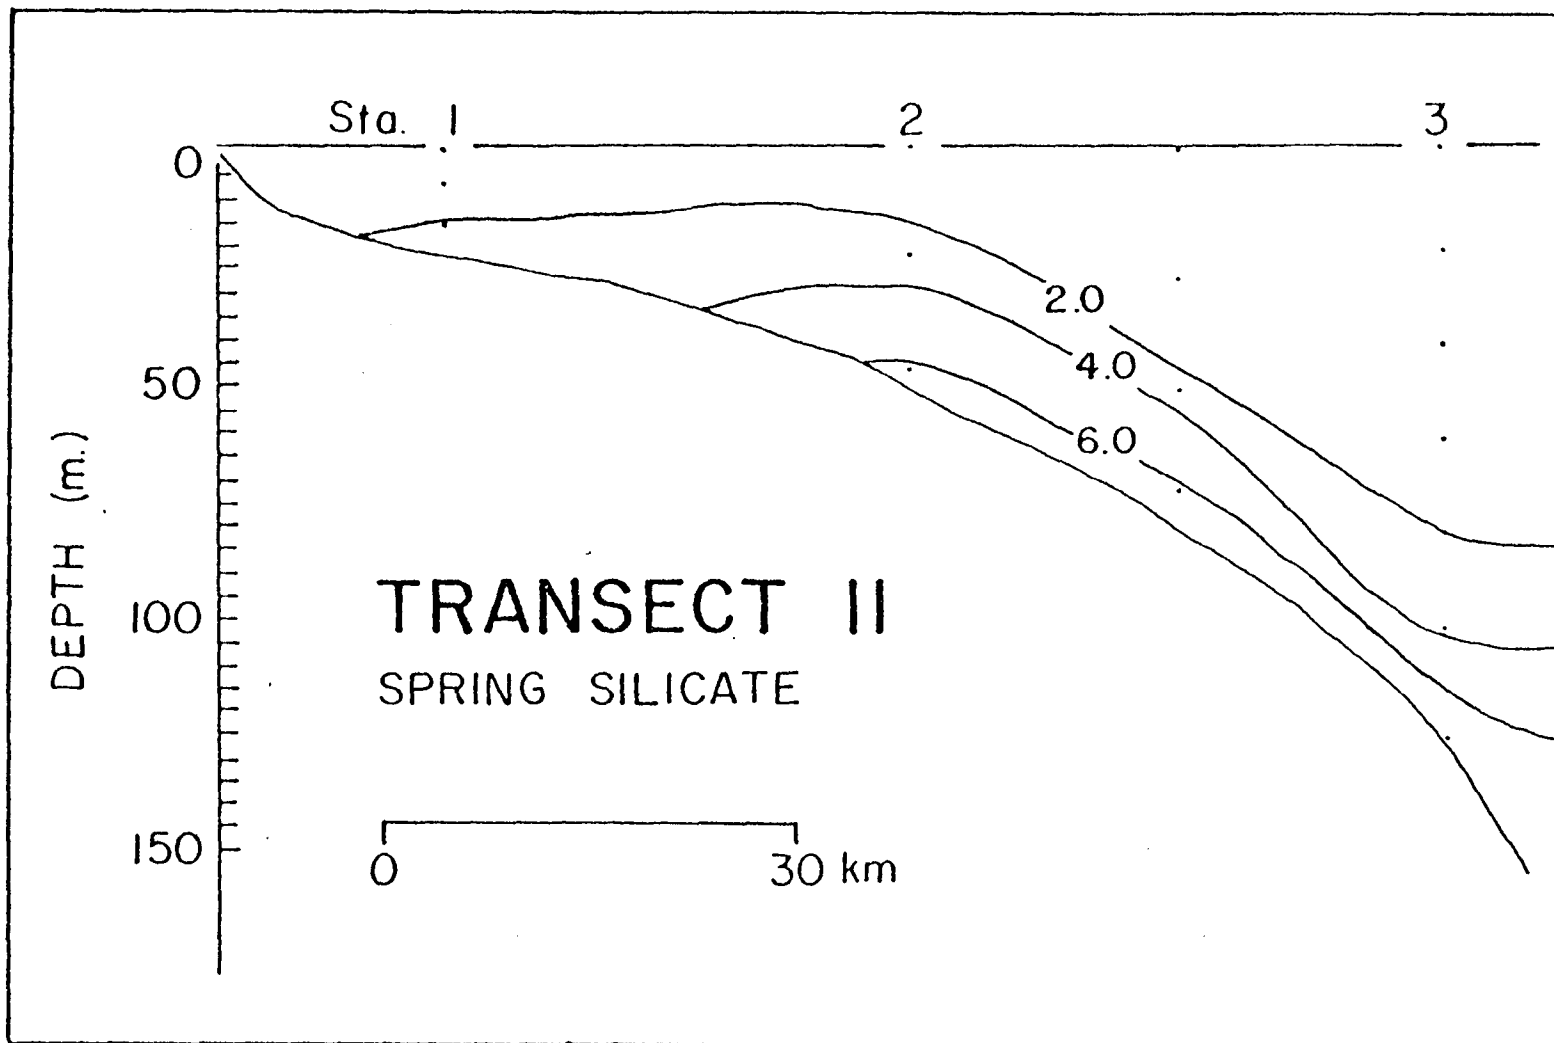 Sta. 1 2 3
0
50
100
150
DEPTH (m.)
2.0
4.0
6.0
TRANSECT II
SPRING SILICATE
0 30 km